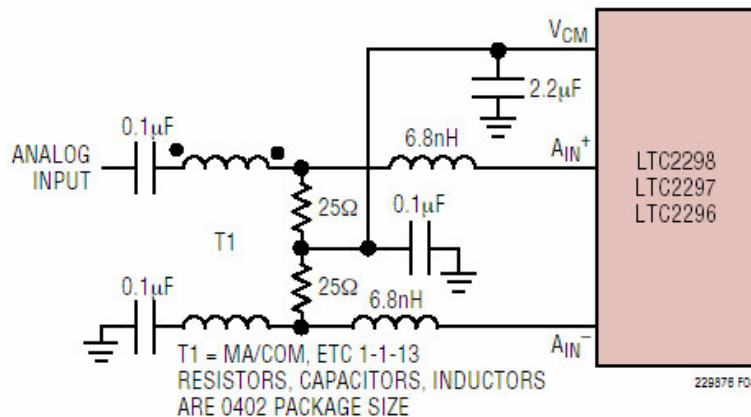 VCM
2.2µF
0.1µF
6.8nH
ANALOG
INPUT
AIN+
LTC2298
LTC2297
LTC2296
25Ω
0.1µF
T1
0.1µF
25Ω
6.8nH
AIN–
T1 = MA/COM, ETC 1-1-13
RESISTORS, CAPACITORS, INDUCTORS
ARE 0402 PACKAGE SIZE
229876